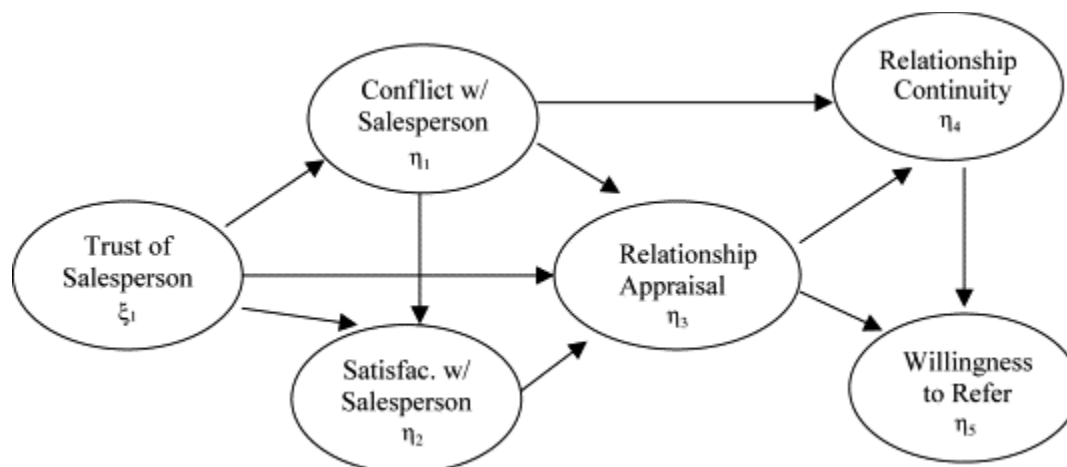 Relationship
Continuity
η₄
Conflict w/
Salesperson
η₁
Trust of
Salesperson
ξ₁
Relationship
Appraisal
η₃
Satisfac. w/
Salesperson
η₂
Willingness
to Refer
η₅